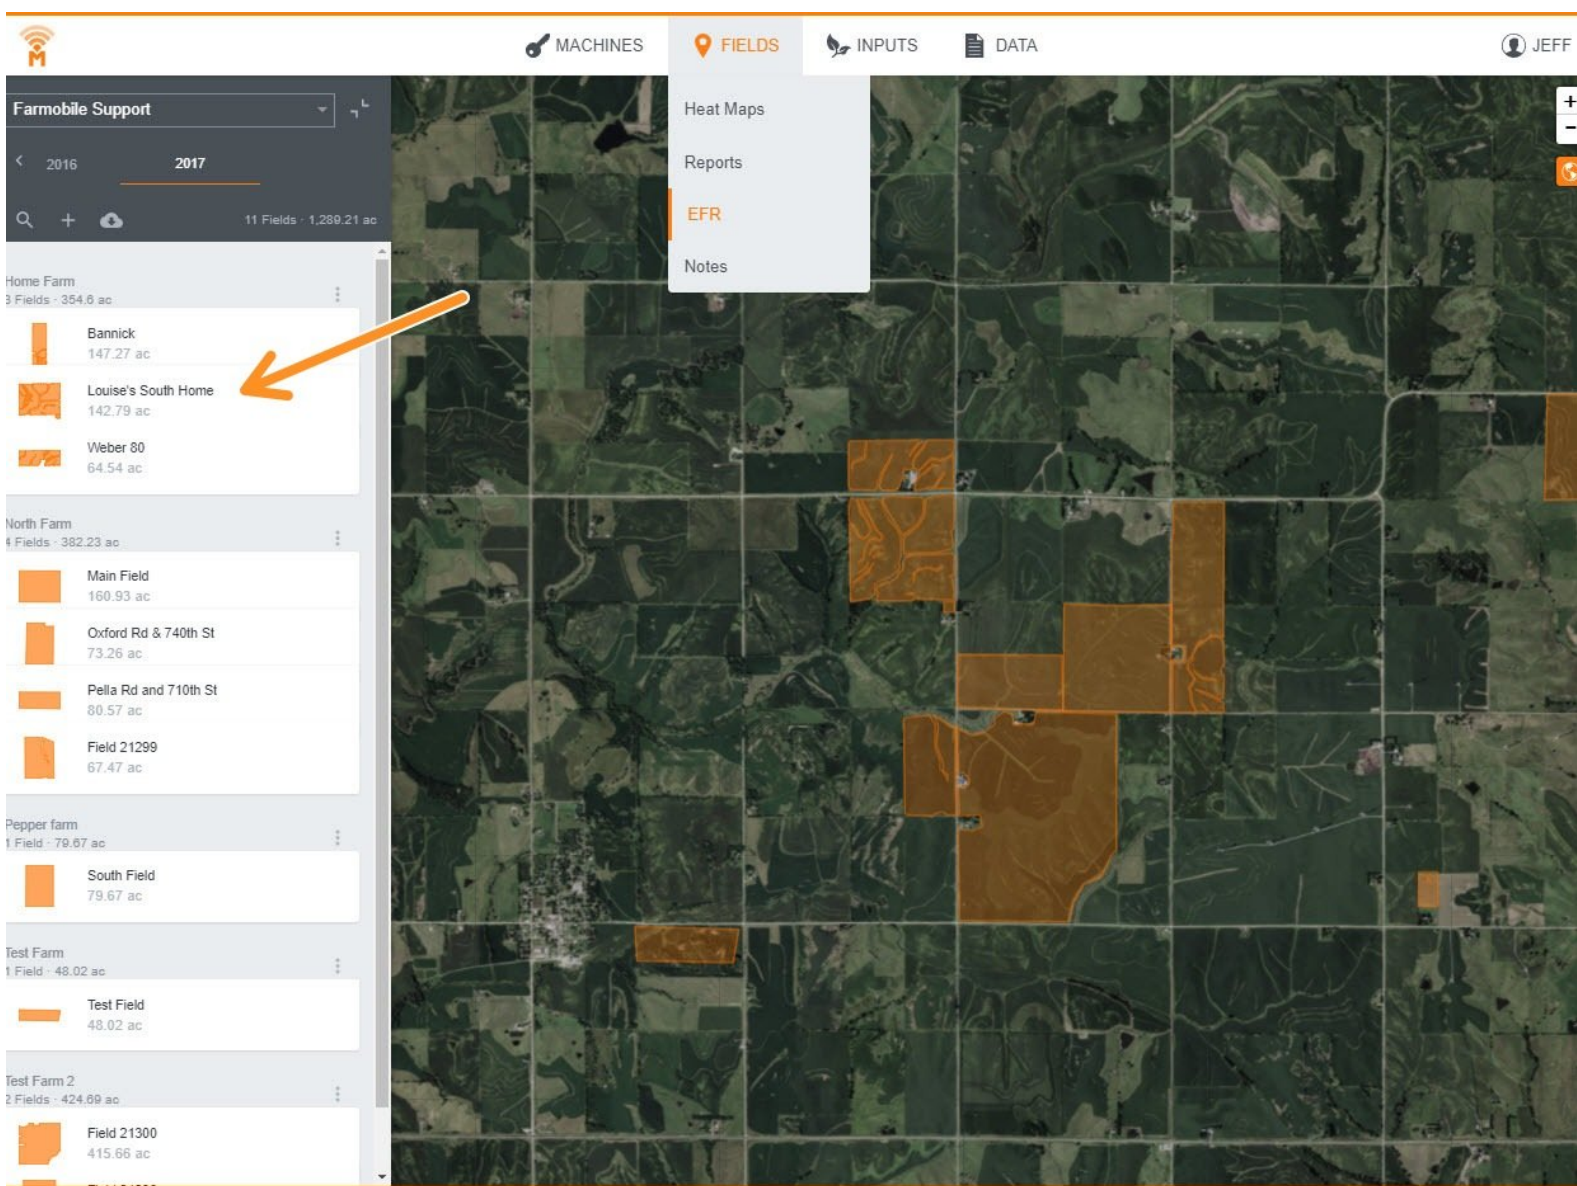 MACHINES
FIELDS
INPUTS
DATA
JEFF
Farmobile Support
2016
2017
11 Fields · 1,289.21 ac
Heat Maps
Reports
EFR
Notes
+
−
Home Farm
3 Fields · 354.6 ac
Bannick
147.27 ac
Louise's South Home
142.79 ac
Weber 80
64.54 ac
North Farm
4 Fields · 382.23 ac
Main Field
160.93 ac
Oxford Rd & 740th St
73.26 ac
Pella Rd and 710th St
80.57 ac
Field 21299
67.47 ac
Pepper farm
1 Field · 79.67 ac
South Field
79.67 ac
Test Farm
1 Field · 48.02 ac
Test Field
48.02 ac
Test Farm 2
2 Fields · 424.69 ac
Field 21300
415.66 ac